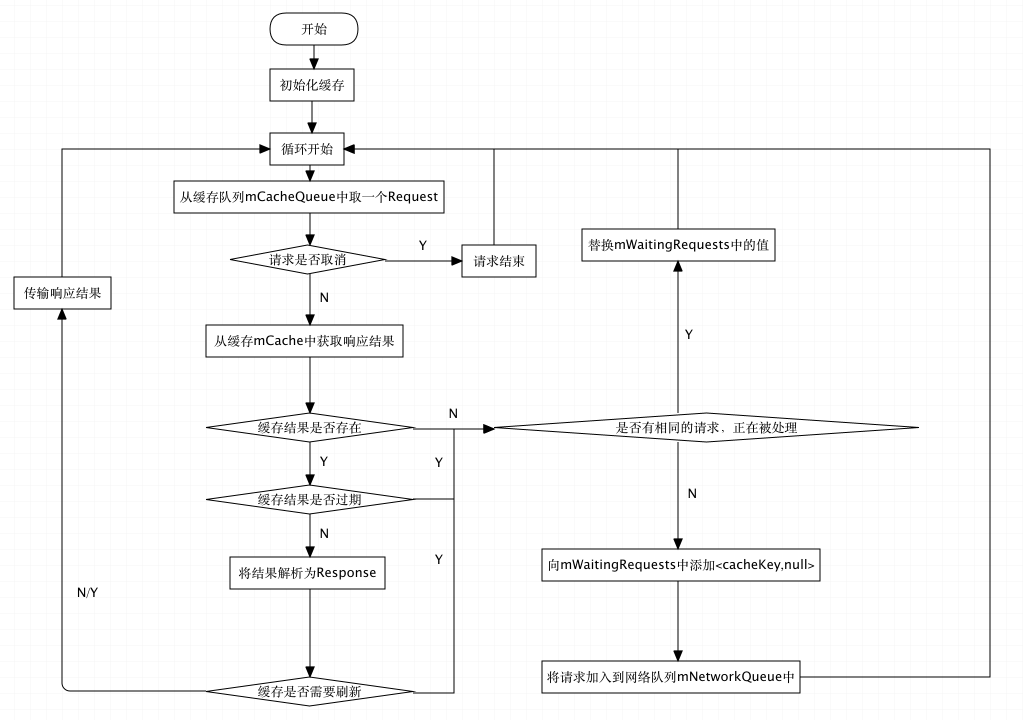 开始
初始化缓存
循环开始
从缓存队列mCacheQueue中取一个Request
请求是否取消
Y
请求结束
替换mWaitingRequests中的值
传输响应结果
N
从缓存mCache中获取响应结果
Y
缓存结果是否存在
N
是否有相同的请求、正在被处理
Y
Y
缓存结果是否过期
N
N
Y
将结果解析为Response
向mWaitingRequests中添加<cacheKey,null>
N/Y
缓存是否需要刷新
将请求加入到网络队列mNetworkQueue中